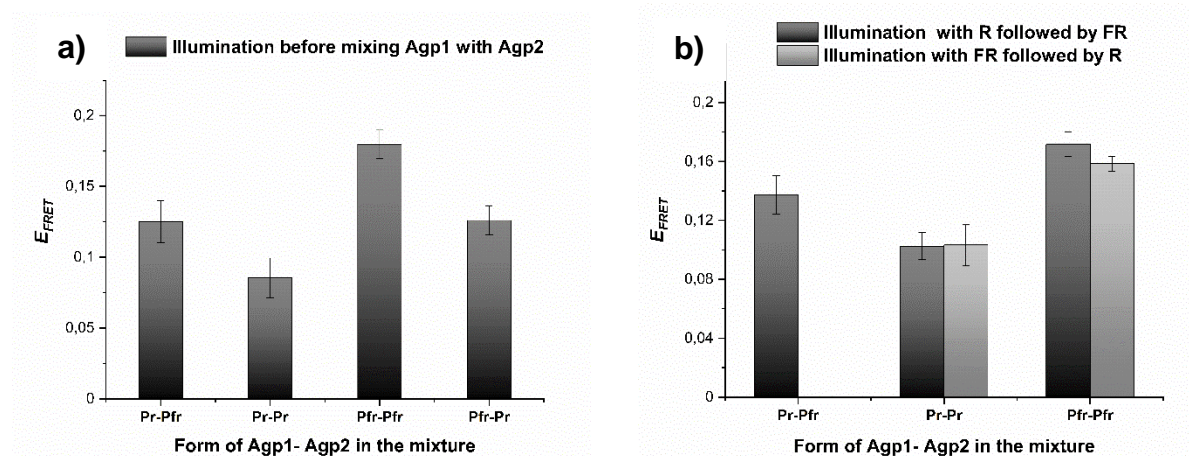 a)
Illumination before mixing Agp1 with Agp2
0,2
0,15
0,1
0,05
0
E_FRET
Pr-Pfr Pr-Pr Pfr-Pfr Pfr-Pr
Form of Agp1- Agp2 in the mixture
b)
Illumination with R followed by FR
Illumination with FR followed by R
0,2
0,16
0,12
0,08
0,04
0
E_FRET
Pr-Pfr Pr-Pr Pfr-Pfr
Form of Agp1- Agp2 in the mixture